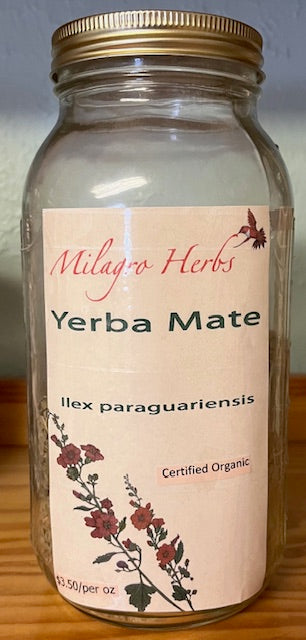 Milagro Herbs
Yerba Mate
Ilex paraguariensis
Certified Organic
$3.50/per oz